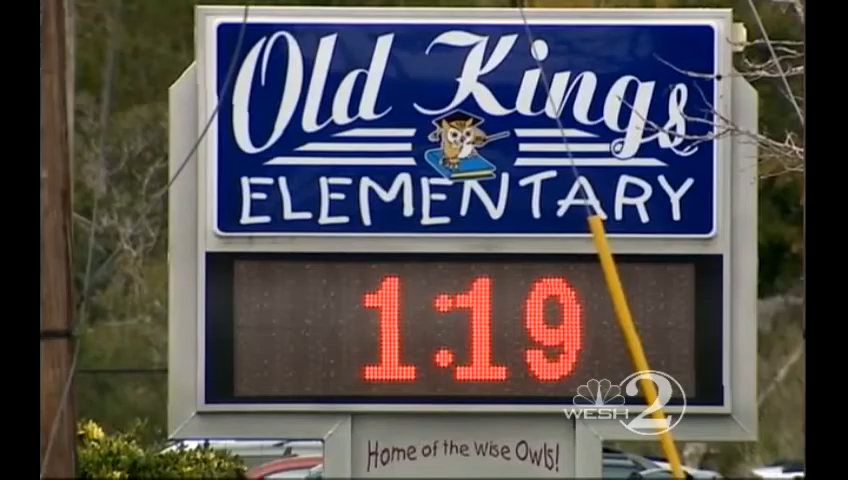 Old Kings
ELEMENTARY
1:19
WESH 2
Home of the Wise Owls!